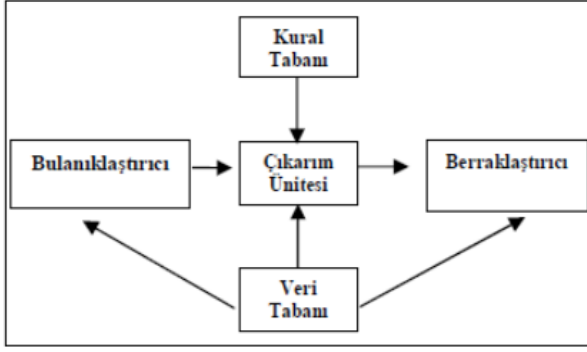 Kural
Tabanı
Bulanıklaştırıcı
Çıkarım
Ünitesi
Berraklaştırıcı
Veri
Tabanı